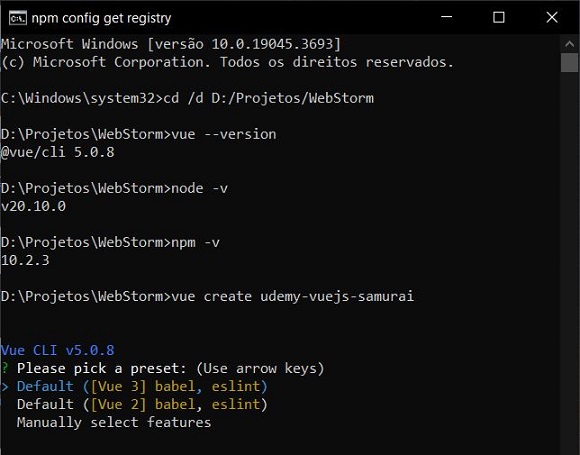 npm config get registry
Microsoft Windows [versão 10.0.19045.3693]
(c) Microsoft Corporation. Todos os direitos reservados.
C:\Windows\system32>cd /d D:/Projetos/WebStorm
D:\Projetos\WebStorm>vue --version
@vue/cli 5.0.8
D:\Projetos\WebStorm>node -v
v20.10.0
D:\Projetos\WebStorm>npm -v
10.2.3
D:\Projetos\WebStorm>vue create udemy-vuejs-samurai
Vue CLI v5.0.8
? Please pick a preset: (Use arrow keys)
> Default ([Vue 3] babel, eslint)
Default ([Vue 2] babel, eslint)
Manually select features